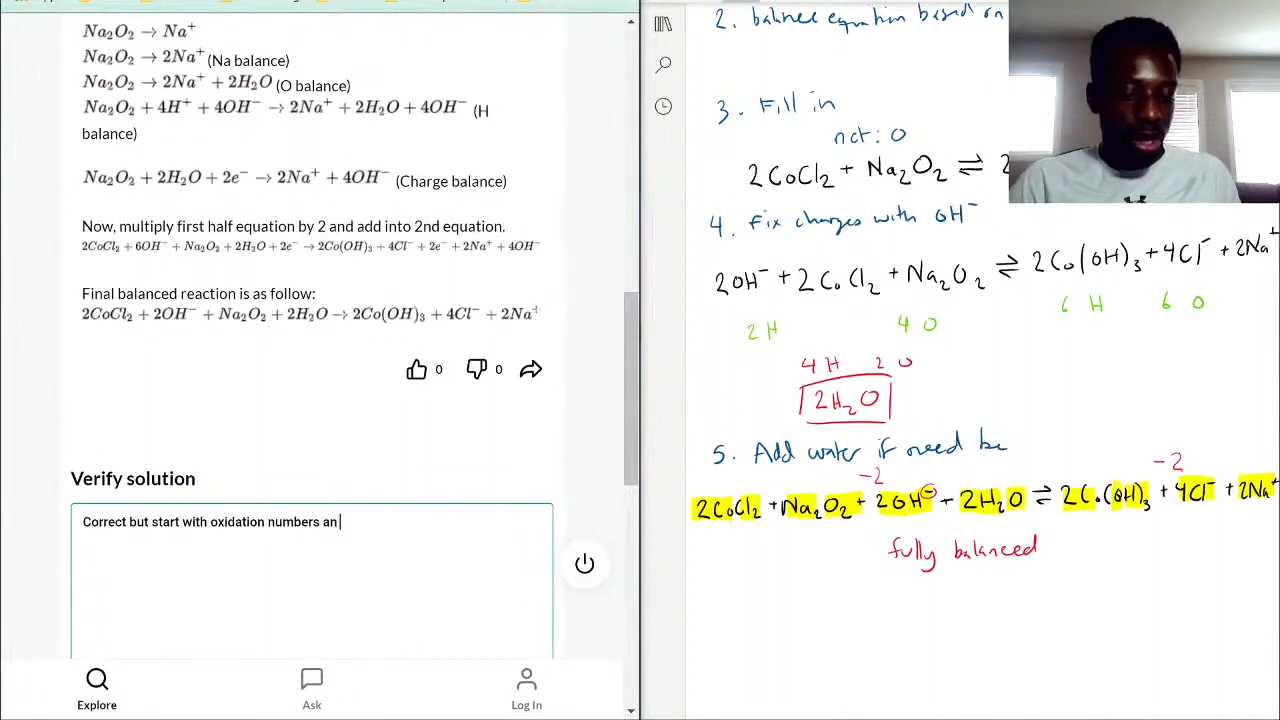 Na₂O₂ → Na⁺
Na₂O₂ → 2Na⁺ (Na balance)
Na₂O₂ → 2Na⁺ + 2H₂O (O balance)
Na₂O₂ + 4H⁺ + 4OH⁻ → 2Na⁺ + 2H₂O + 4OH⁻ (H
balance)
Na₂O₂ + 2H₂O + 2e⁻ → 2Na⁺ + 4OH⁻ (Charge balance)
Now, multiply first half equation by 2 and add into 2nd equation.
2CoCl₂ + 6OH⁻ + Na₂O₂ + 2H₂O + 2e⁻ → 2Co(OH)₃ + 4Cl⁻ + 2e⁻ + 2Na⁺ + 4OH⁻
Final balanced reaction is as follow:
2CoCl₂ + 2OH⁻ + Na₂O₂ + 2H₂O → 2Co(OH)₃ + 4Cl⁻ + 2Na⁺
0 0
Verify solution
Correct but start with oxidation numbers an
Explore Ask Log In
2. balance equation based on
3. Fill in
net: 0
2CoCl₂ + Na₂O₂ ⇌ 2
4. Fix charges with OH⁻
2OH⁻ + 2CoCl₂ + Na₂O₂ ⇌ 2Co(OH)₃ + 4Cl⁻ + 2Na⁺
2H 4O 6 H 6 O
4H 2O
2H₂O
5. Add water if need be
-2 -2
2CoCl₂ + Na₂O₂ + 2OH⁻ + 2H₂O ⇌ 2Co(OH)₃ + 4Cl⁻ + 2Na⁺
fully balanced